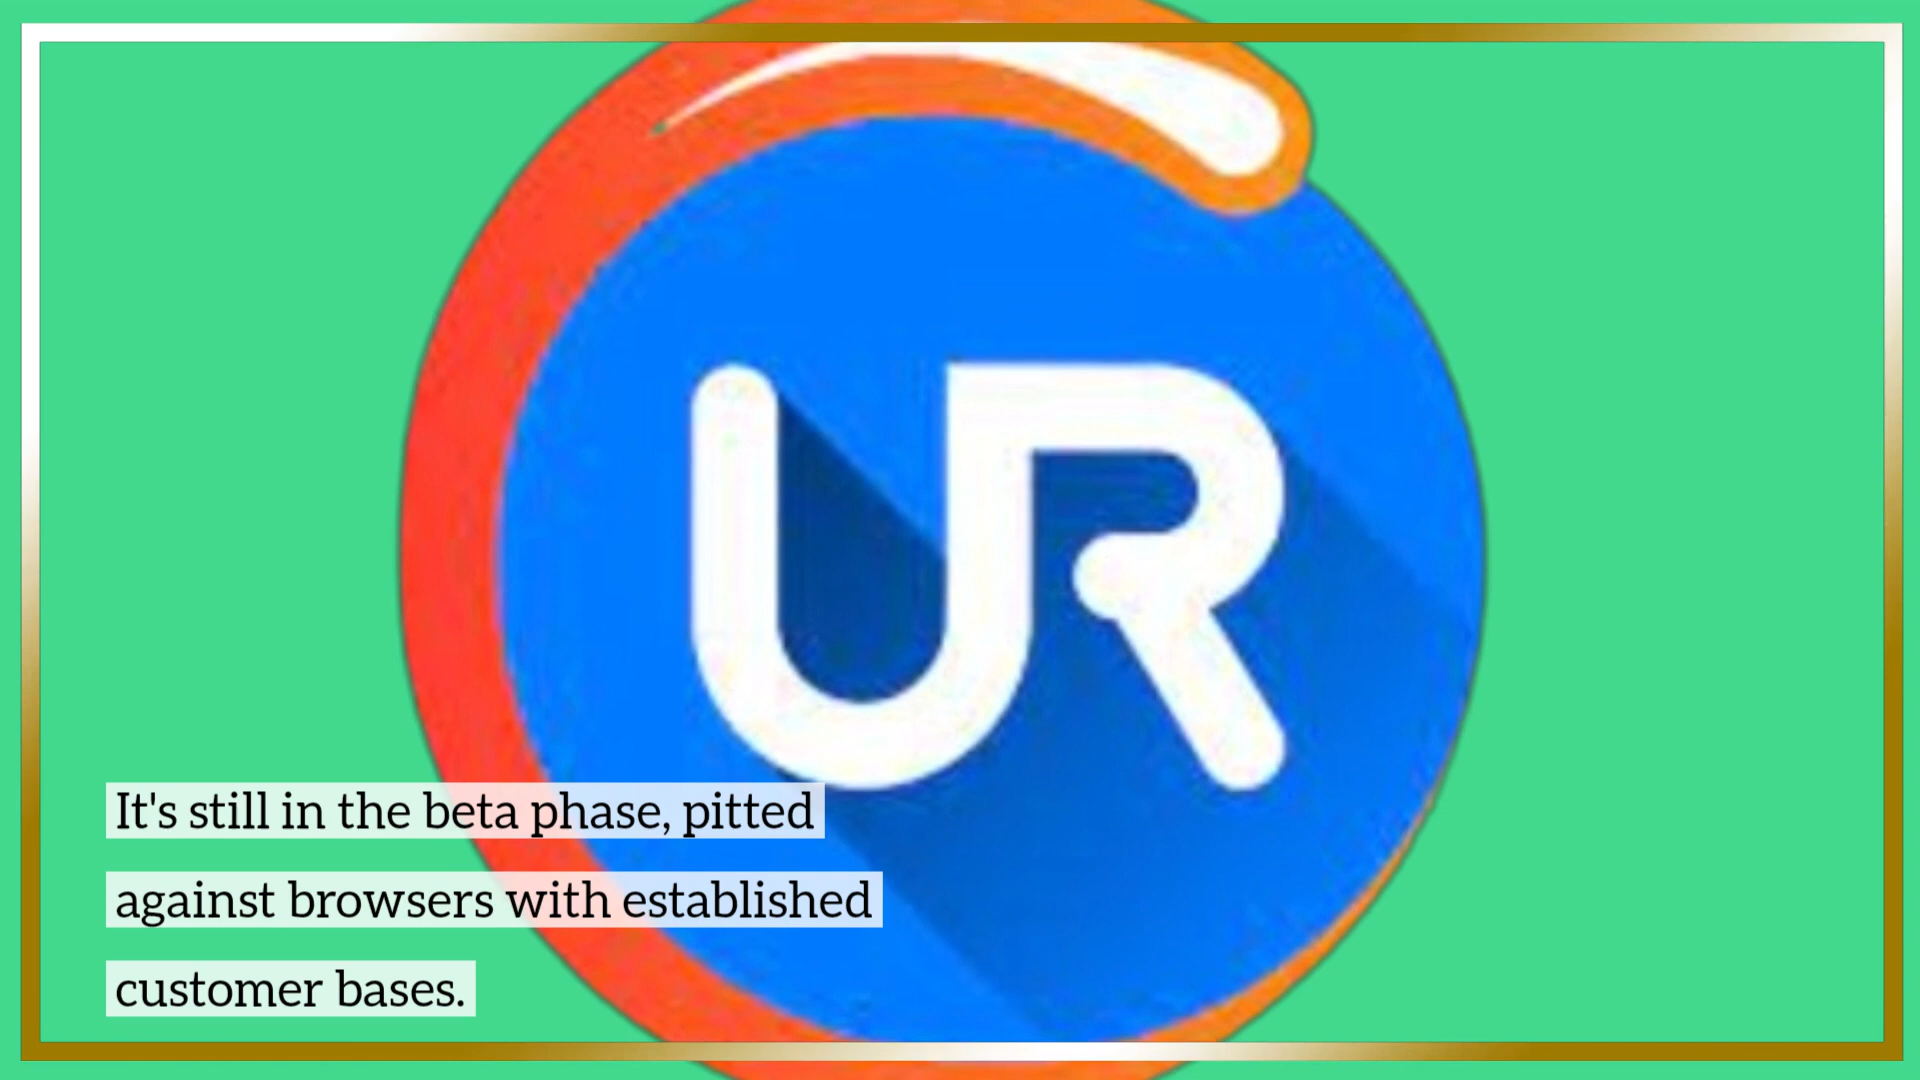 UR
It's still in the beta phase, pitted
against browsers with established
customer bases.